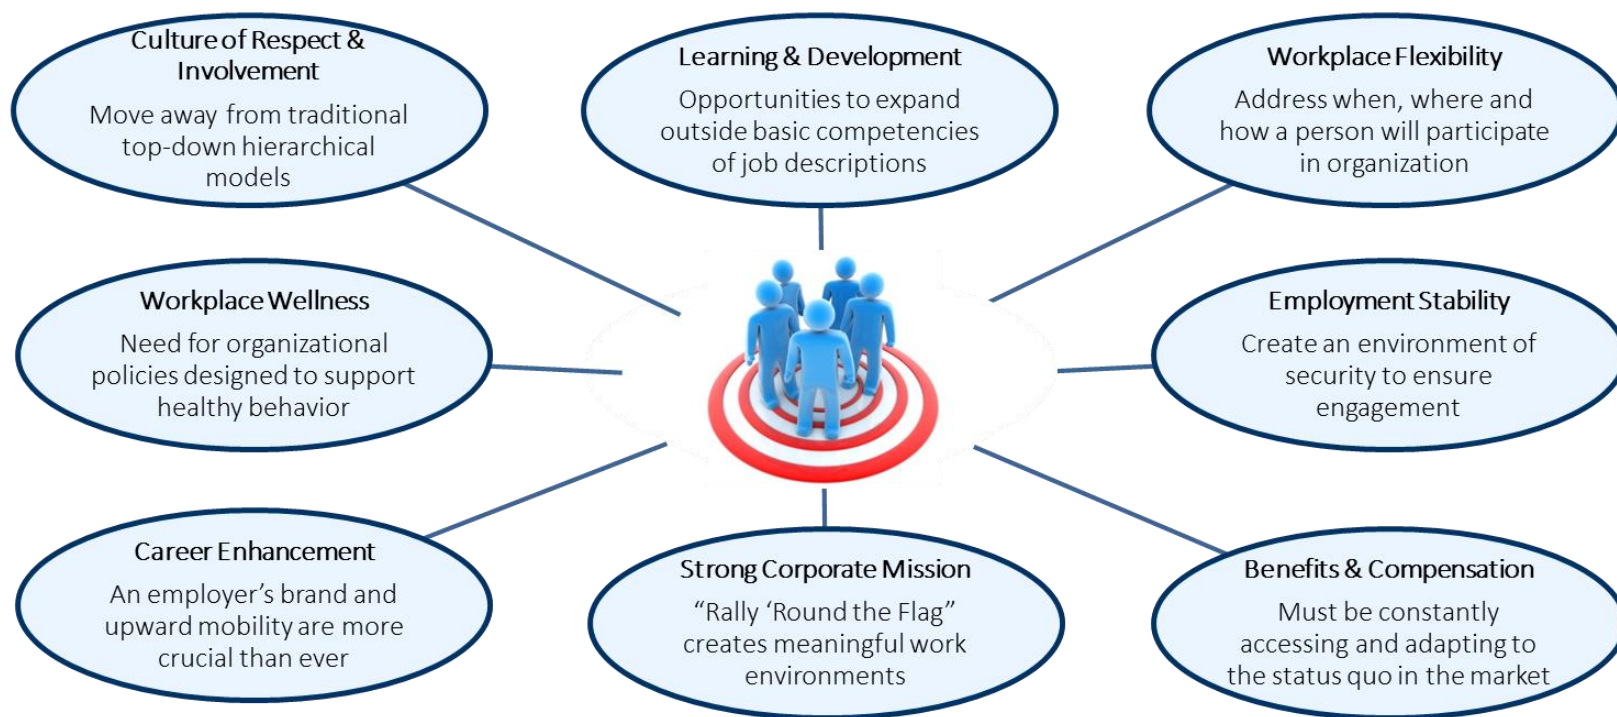 Culture of Respect &
Involvement
Move away from traditional
top-down hierarchical
models
Learning & Development
Opportunities to expand
outside basic competencies
of job descriptions
Workplace Flexibility
Address when, where and
how a person will participate
in organization
Workplace Wellness
Need for organizational
policies designed to support
healthy behavior
Employment Stability
Create an environment of
security to ensure
engagement
Career Enhancement
An employer’s brand and
upward mobility are more
crucial than ever
Strong Corporate Mission
“Rally ‘Round the Flag”
creates meaningful work
environments
Benefits & Compensation
Must be constantly
accessing and adapting to
the status quo in the market